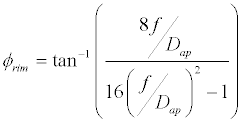 ϕ_rim = tan⁻¹ ( (8 f/D_ap) / (16 (f/D_ap)² − 1) )